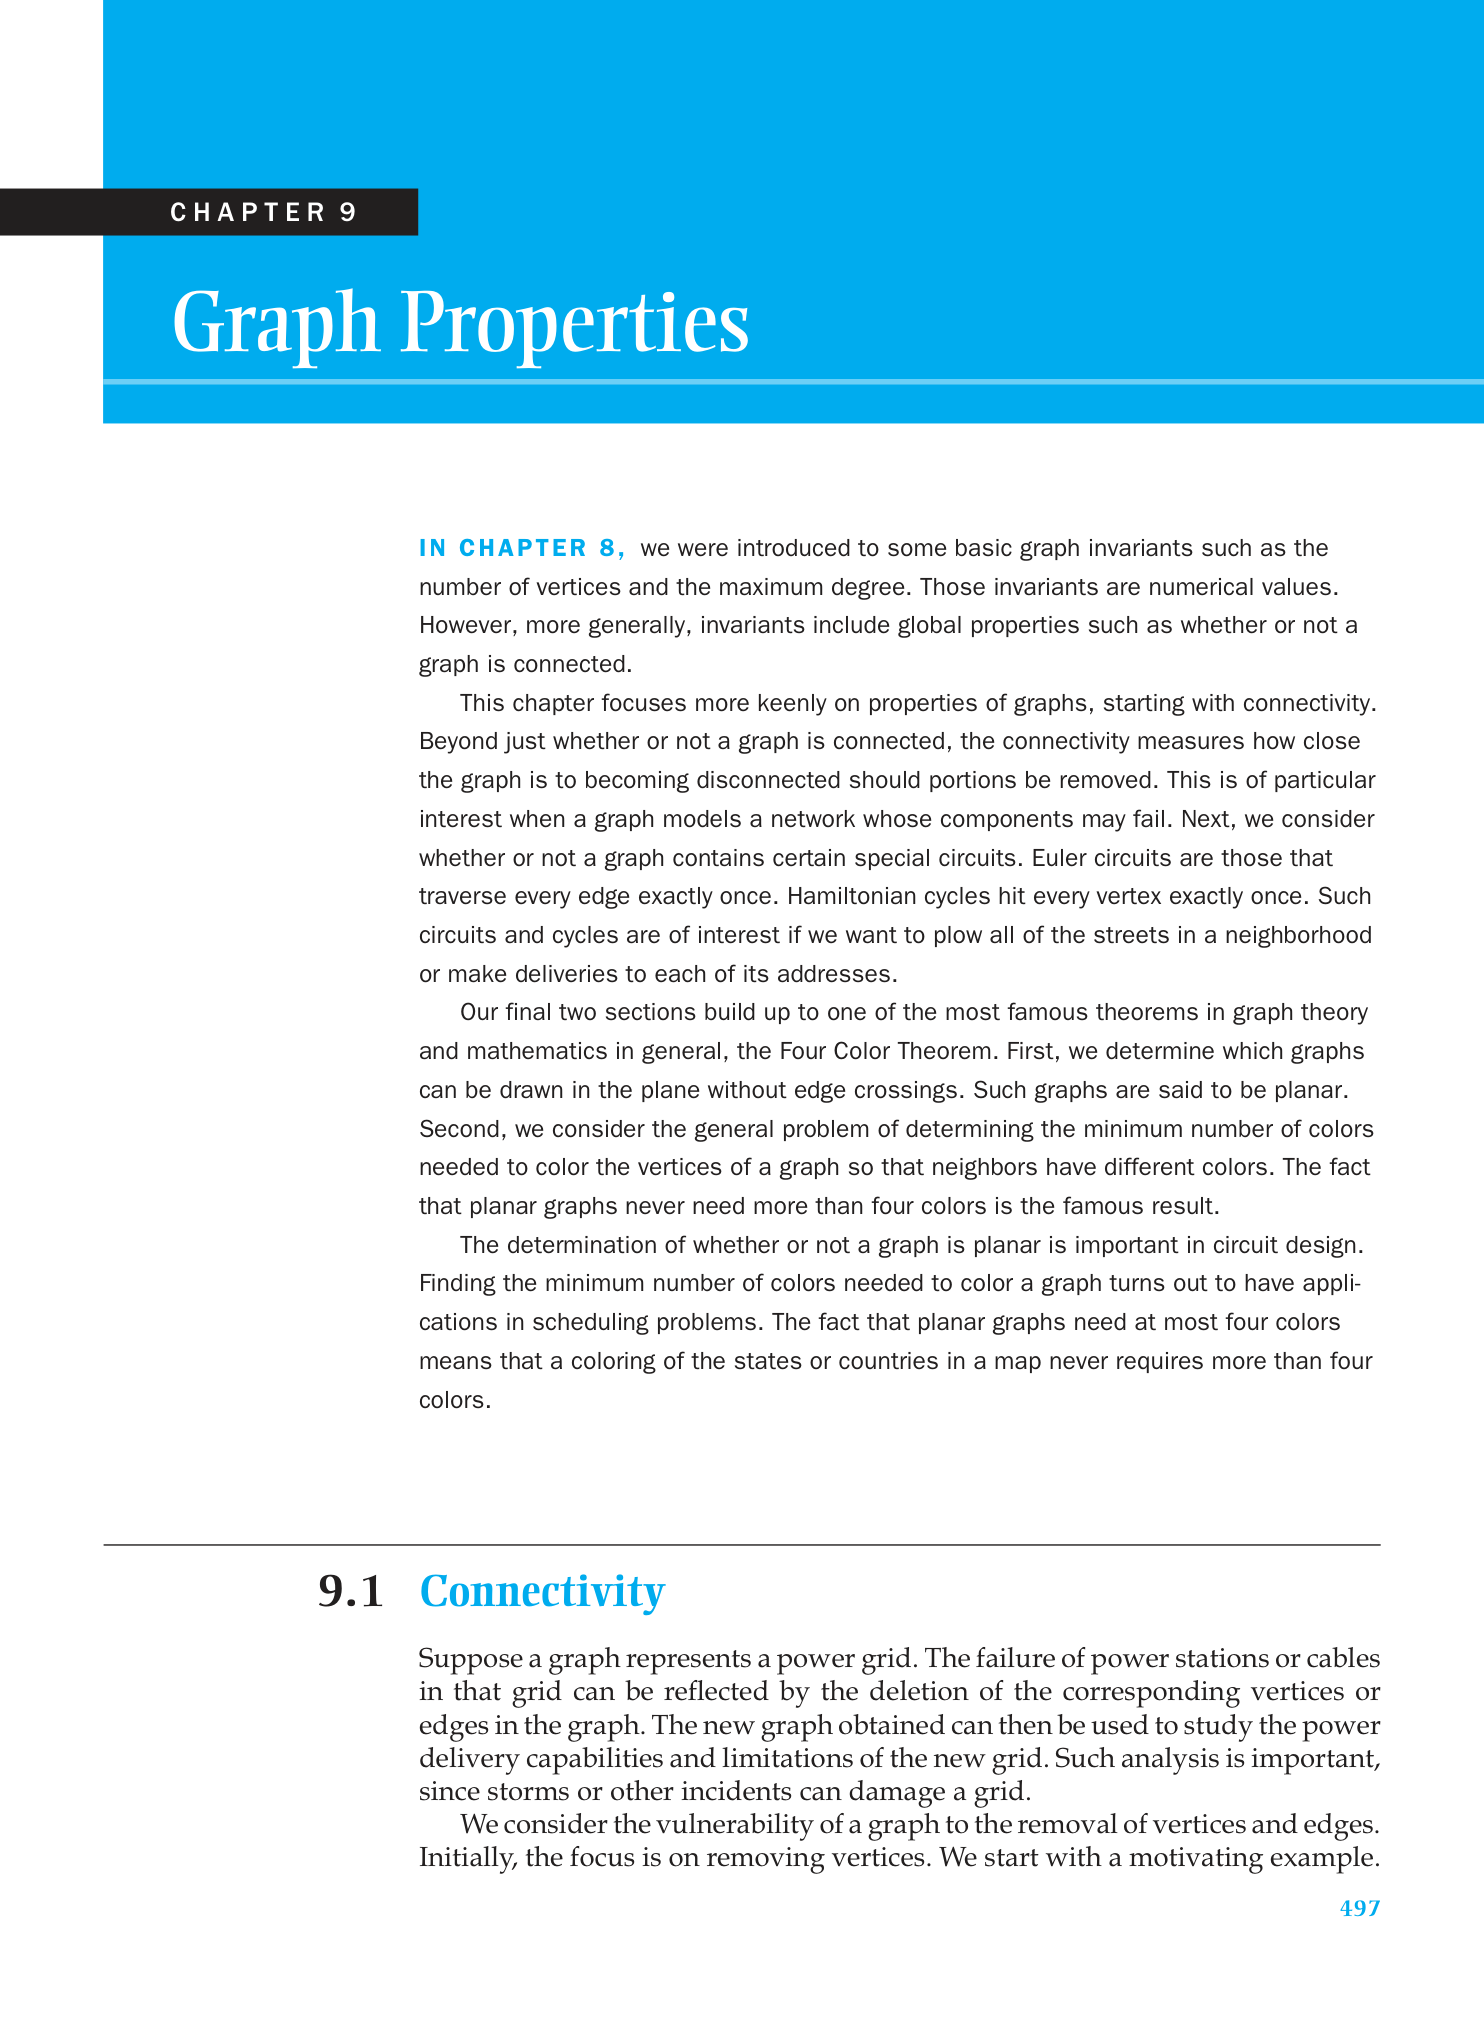 CHAPTER 9
Graph Properties
IN CHAPTER 8, we were introduced to some basic graph invariants such as the
number of vertices and the maximum degree. Those invariants are numerical values.
However, more generally, invariants include global properties such as whether or not a
graph is connected.
This chapter focuses more keenly on properties of graphs, starting with connectivity.
Beyond just whether or not a graph is connected, the connectivity measures how close
the graph is to becoming disconnected should portions be removed. This is of particular
interest when a graph models a network whose components may fail. Next, we consider
whether or not a graph contains certain special circuits. Euler circuits are those that
traverse every edge exactly once. Hamiltonian cycles hit every vertex exactly once. Such
circuits and cycles are of interest if we want to plow all of the streets in a neighborhood
or make deliveries to each of its addresses.
Our final two sections build up to one of the most famous theorems in graph theory
and mathematics in general, the Four Color Theorem. First, we determine which graphs
can be drawn in the plane without edge crossings. Such graphs are said to be planar.
Second, we consider the general problem of determining the minimum number of colors
needed to color the vertices of a graph so that neighbors have different colors. The fact
that planar graphs never need more than four colors is the famous result.
The determination of whether or not a graph is planar is important in circuit design.
Finding the minimum number of colors needed to color a graph turns out to have appli-
cations in scheduling problems. The fact that planar graphs need at most four colors
means that a coloring of the states or countries in a map never requires more than four
colors.
9.1 Connectivity
Suppose a graph represents a power grid. The failure of power stations or cables
in that grid can be reflected by the deletion of the corresponding vertices or
edges in the graph. The new graph obtained can then be used to study the power
delivery capabilities and limitations of the new grid. Such analysis is important,
since storms or other incidents can damage a grid.
We consider the vulnerability of a graph to the removal of vertices and edges.
Initially, the focus is on removing vertices. We start with a motivating example.
497